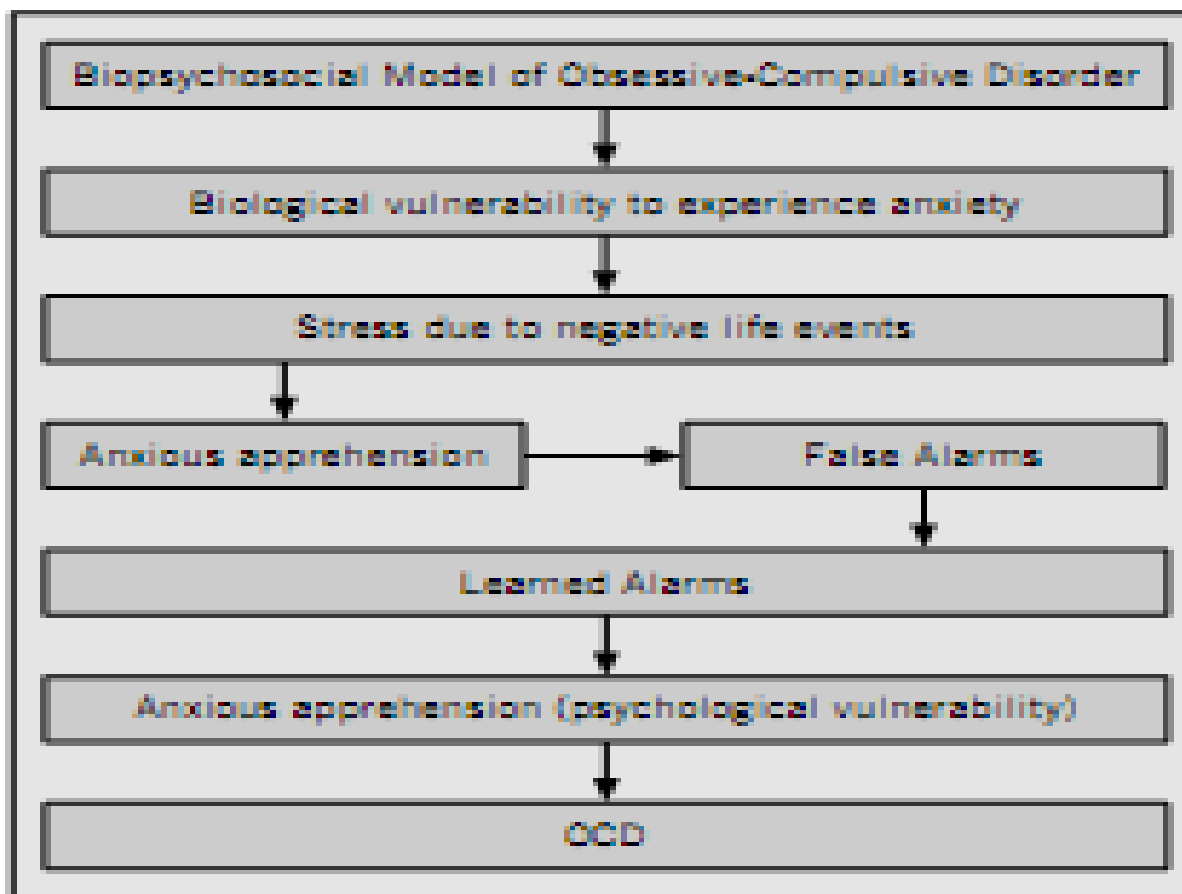 Biopsychosocial Model of Obsessive-Compulsive Disorder
Biological vulnerability to experience anxiety
Stress due to negative life events
Anxious apprehension
False Alarms
Learned Alarms
Anxious apprehension (psychological vulnerability)
OCD